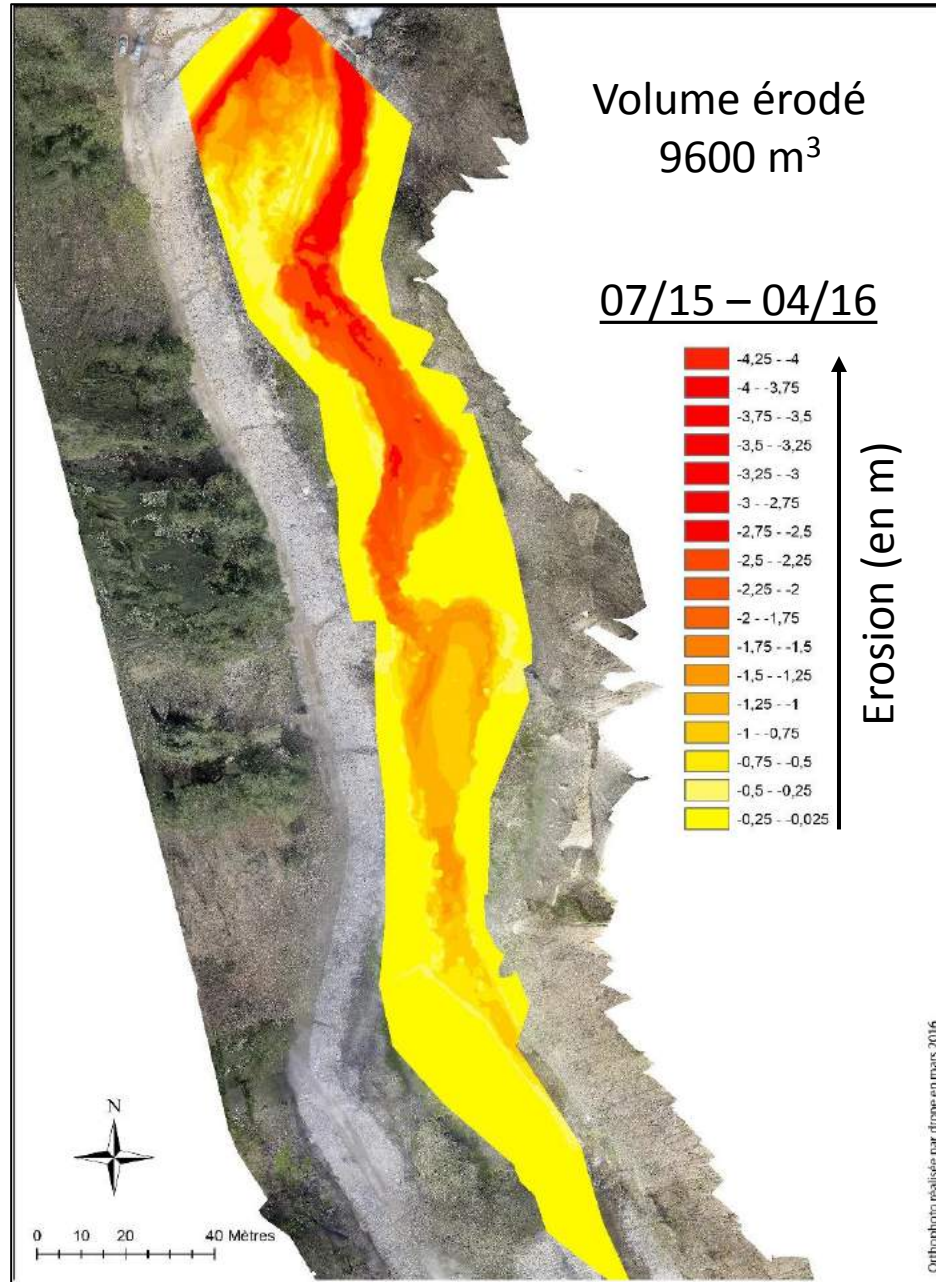 Volume érodé
9600 m³
07/15 – 04/16
-4,25 - -4
-4 - -3,75
-3,75 - -3,5
-3,5 - -3,25
-3,25 - -3
-3 - -2,75
-2,75 - -2,5
-2,5 - -2,25
-2,25 - -2
-2 - -1,75
-1,75 - -1,5
-1,5 - -1,25
-1,25 - -1
-1 - -0,75
-0,75 - -0,5
-0,5 - -0,25
-0,25 - -0,025
Erosion (en m)
N
0 10 20 40 Mètres
Orthophoto réalisée par drone en mars 2016